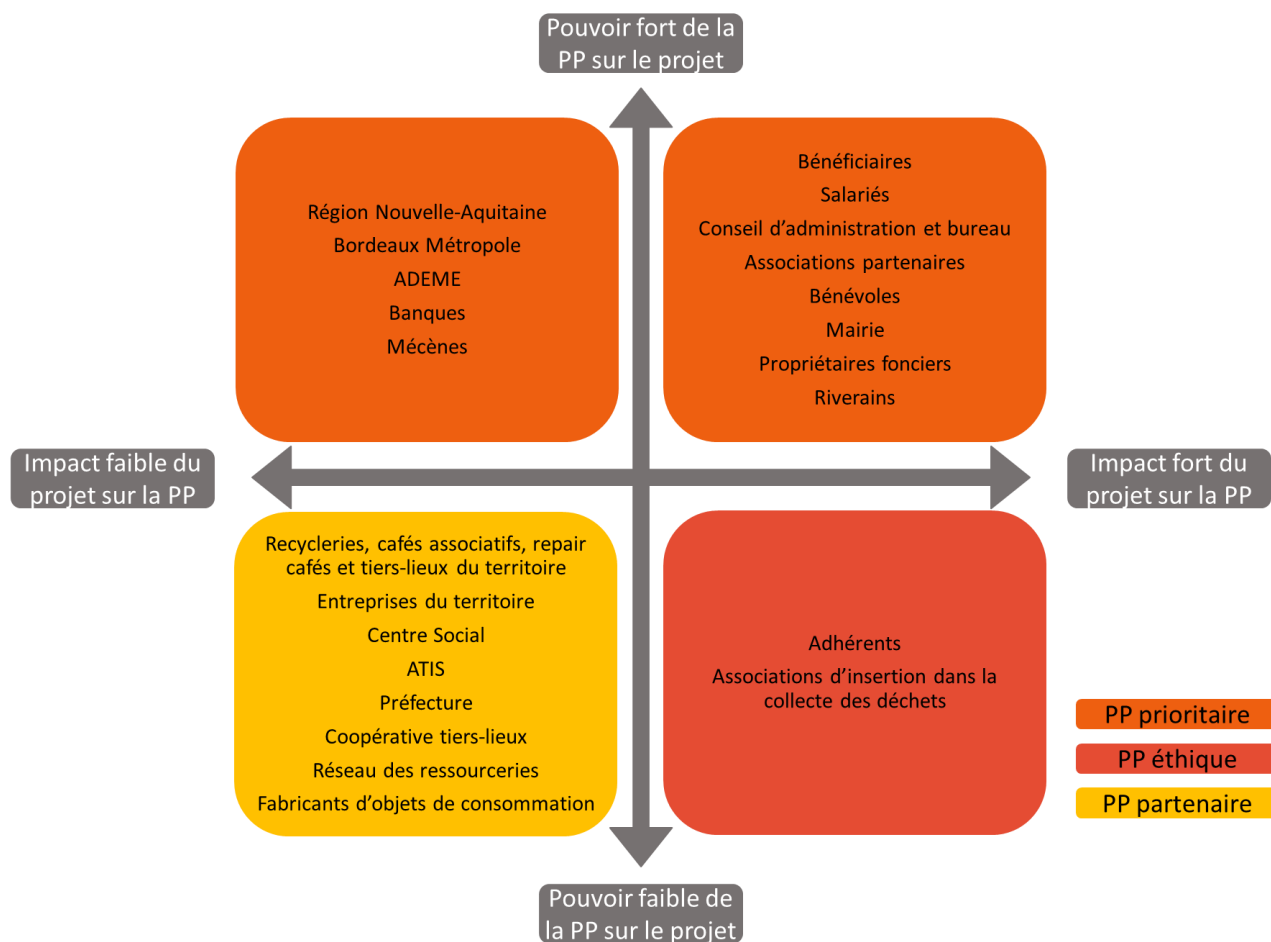 Pouvoir fort de la
PP sur le projet
Région Nouvelle-Aquitaine
Bordeaux Métropole
ADEME
Banques
Mécènes
Bénéficiaires
Salariés
Conseil d’administration et bureau
Associations partenaires
Bénévoles
Mairie
Propriétaires fonciers
Riverains
Impact faible du
projet sur la PP
Impact fort du
projet sur la PP
Recycleries, cafés associatifs, repair
cafés et tiers-lieux du territoire
Entreprises du territoire
Centre Social
ATIS
Préfecture
Coopérative tiers-lieux
Réseau des ressourceries
Fabricants d’objets de consommation
Adhérents
Associations d’insertion dans la
collecte des déchets
PP prioritaire
PP éthique
PP partenaire
Pouvoir faible de
la PP sur le projet